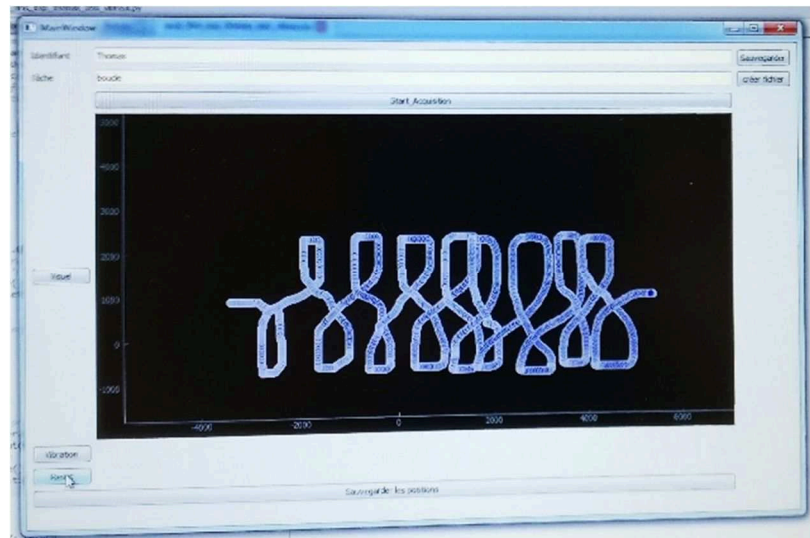 MainWindow
Identifiant Thomas Sauvegarder
tâche boucle créer fichier
Start_Acquisition
5000
4000
3000
2000
Visuel
1000
0
-1000
-4000 -2000 0 2000 4000 6000
Vibration
Sauvegarder les positions